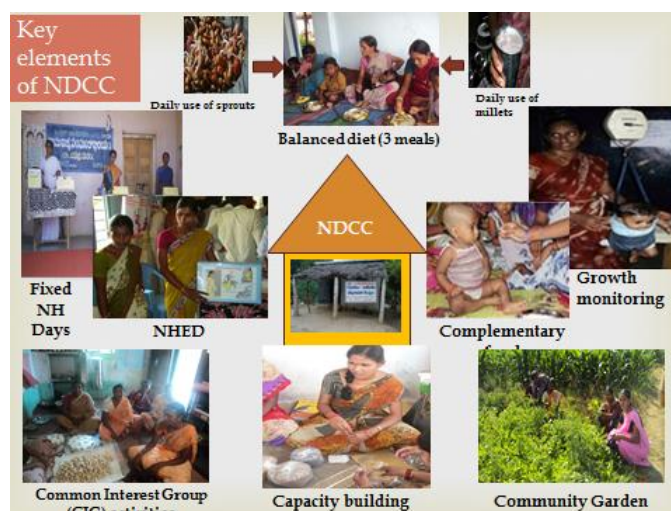 Key
elements
of NDCC
Daily use of sprouts
Daily use of
millets
Balanced diet (3 meals)
NDCC
Fixed
NH
Days
NHED
Complementary
Growth
monitoring
Common Interest Group
Capacity building
Community Garden